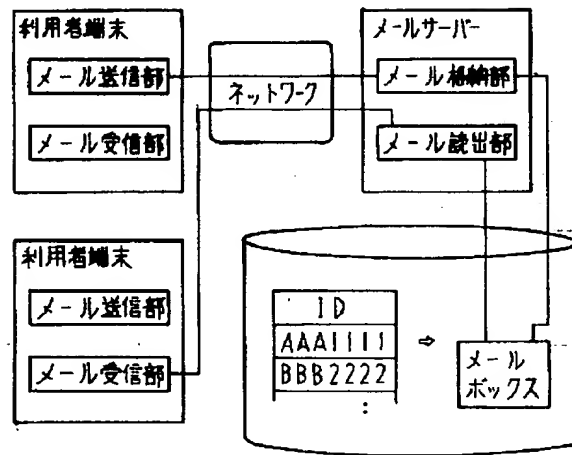 利用者端末
メール送信部
メール受信部
ネットワーク
メールサーバー
メール格納部
メール読出部
利用者端末
メール送信部
メール受信部
ID
AAA1111
BBB2222
:
⇨
メール
ボックス